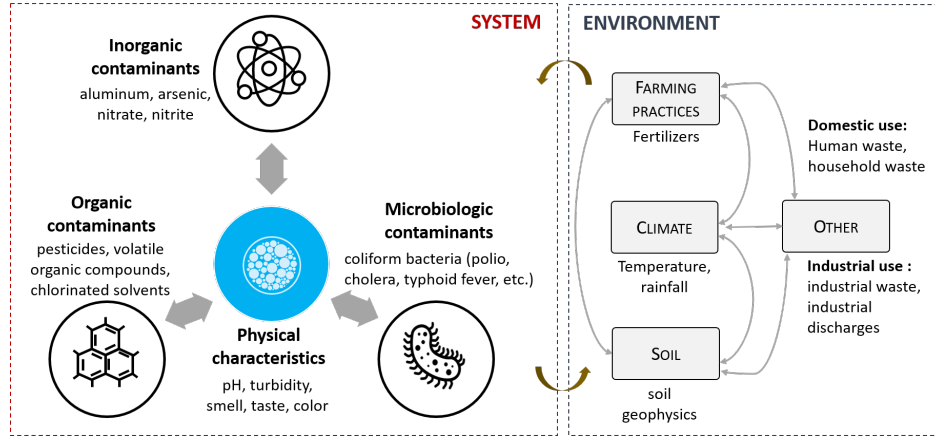 SYSTEM
Inorganic
contaminants
aluminum, arsenic,
nitrate, nitrite
Organic
contaminants
pesticides, volatile
organic compounds,
chlorinated solvents
Microbiologic
contaminants
coliform bacteria (polio,
cholera, typhoid fever, etc.)
Physical
characteristics
pH, turbidity,
smell, taste, color
ENVIRONMENT
FARMING
PRACTICES
Fertilizers
Domestic use:
Human waste,
household waste
CLIMATE
Temperature,
rainfall
OTHER
Industrial use :
industrial waste,
industrial
discharges
SOIL
soil
geophysics